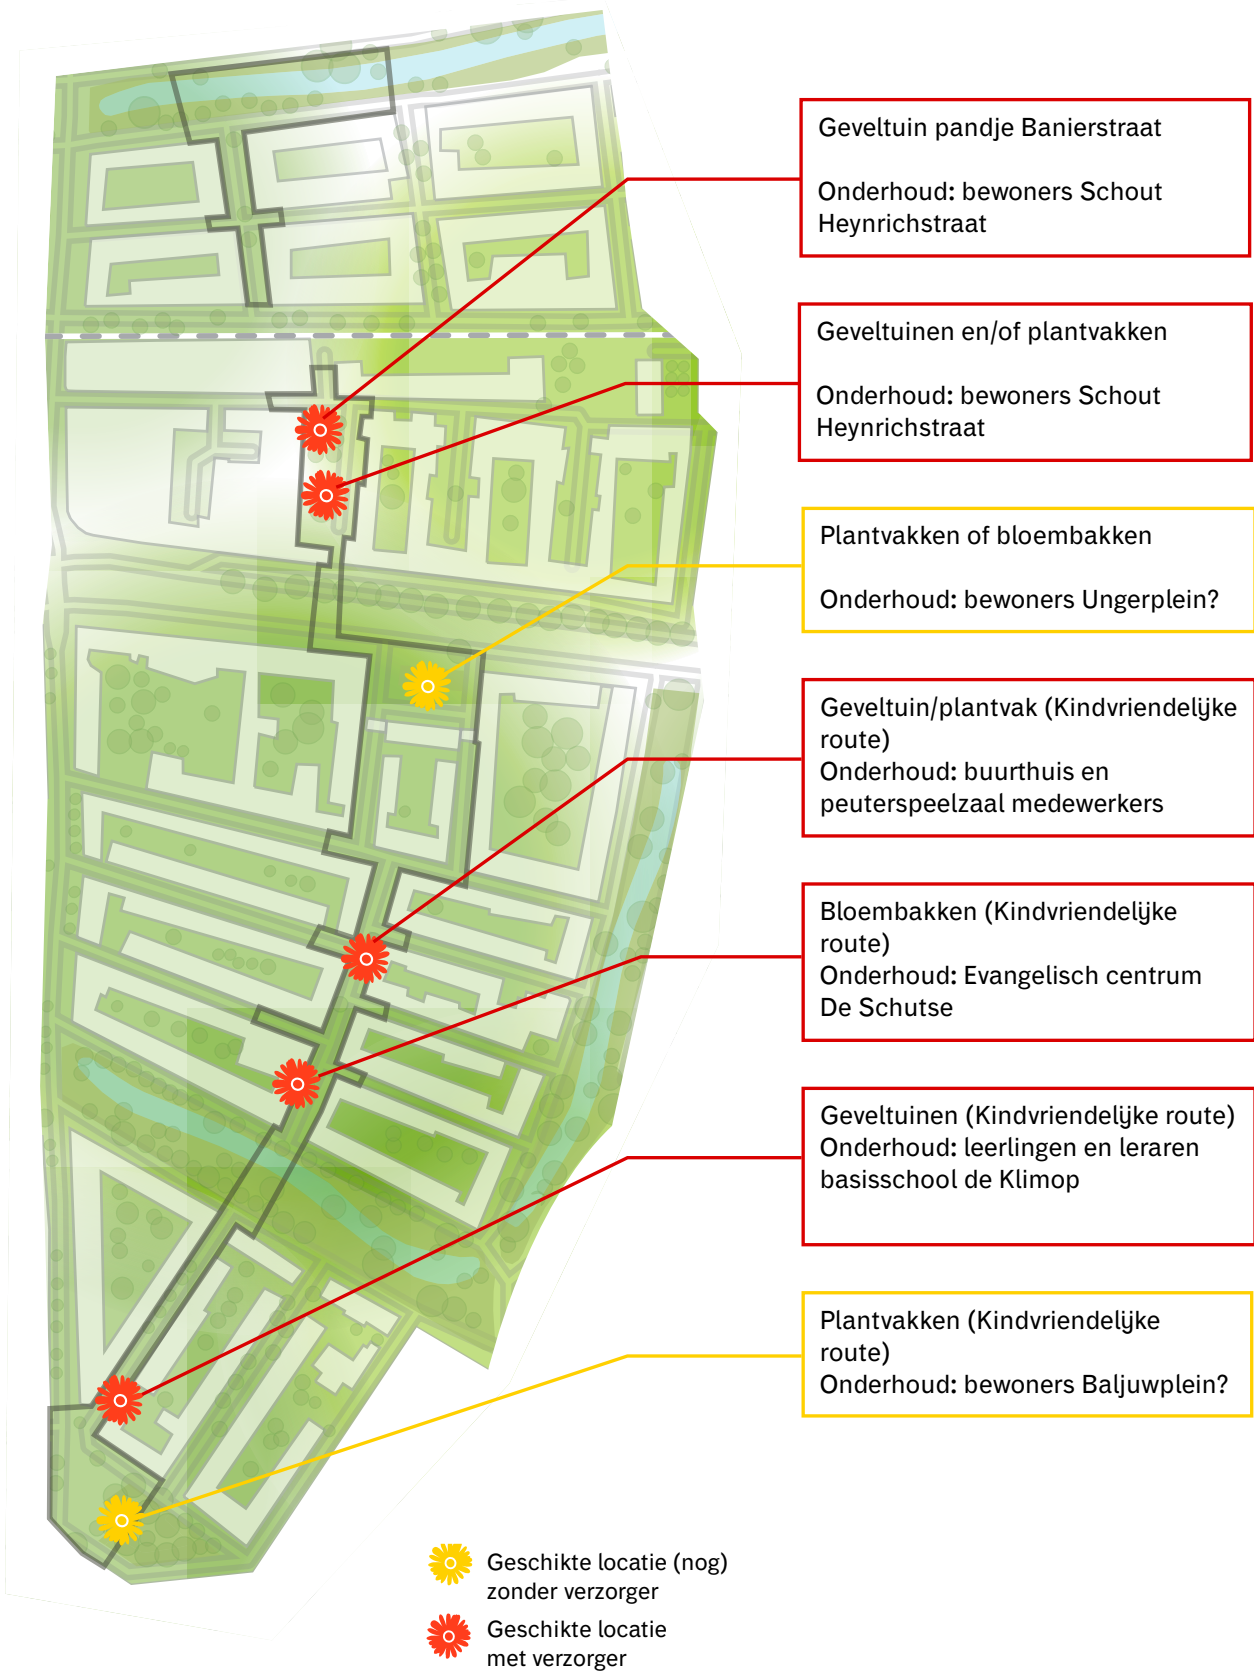 Geveltuin pandje Banierstraat
Onderhoud: bewoners Schout
Heynrichstraat
Geveltuinen en/of plantvakken
Onderhoud: bewoners Schout
Heynrichstraat
Plantvakken of bloembakken
Onderhoud: bewoners Ungerplein?
Geveltuin/plantvak (Kindvriendelijke
route)
Onderhoud: buurthuis en
peuterspeelzaal medewerkers
Bloembakken (Kindvriendelijke
route)
Onderhoud: Evangelisch centrum
De Schutse
Geveltuinen (Kindvriendelijke route)
Onderhoud: leerlingen en leraren
basisschool de Klimop
Plantvakken (Kindvriendelijke
route)
Onderhoud: bewoners Baljuwplein?
Geschikte locatie (nog)
zonder verzorger
Geschikte locatie
met verzorger